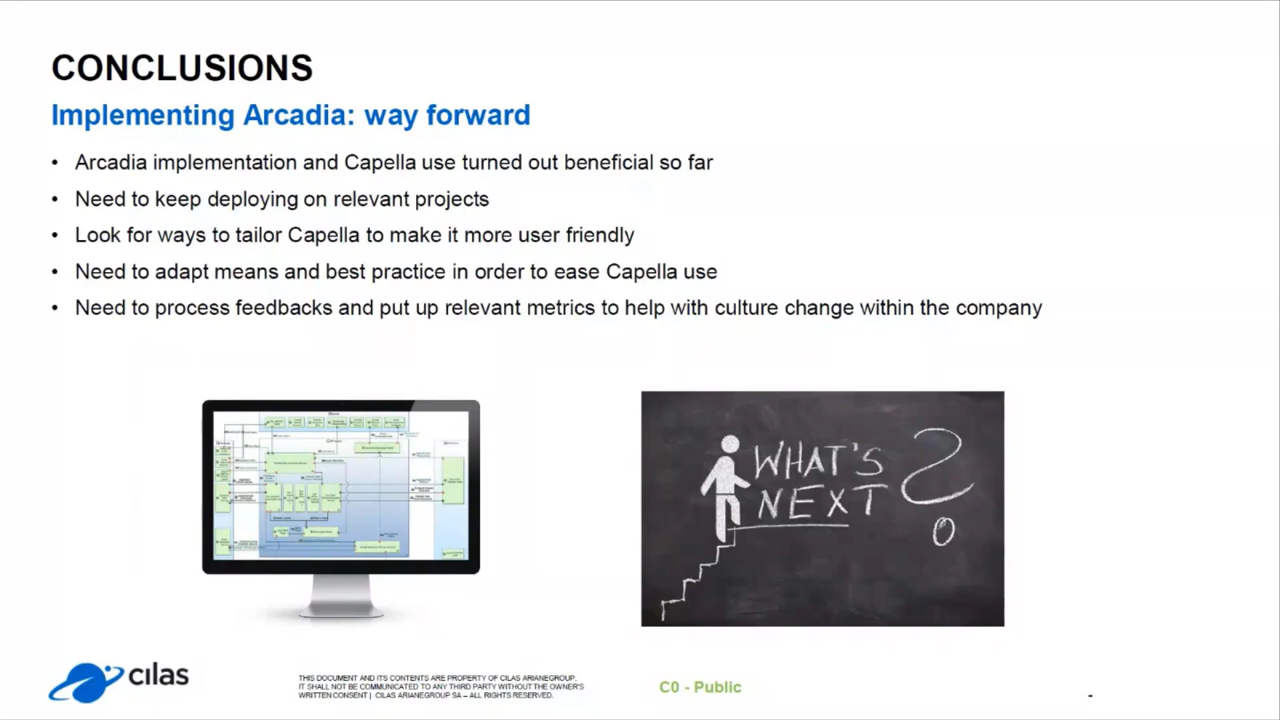 CONCLUSIONS
Implementing Arcadia: way forward
• Arcadia implementation and Capella use turned out beneficial so far
• Need to keep deploying on relevant projects
• Look for ways to tailor Capella to make it more user friendly
• Need to adapt means and best practice in order to ease Capella use
• Need to process feedbacks and put up relevant metrics to help with culture change within the company
WHAT'S
NEXT ?
cilas
THIS DOCUMENT AND ITS CONTENTS ARE PROPERTY OF CILAS ARIANEGROUP.
IT SHALL NOT BE COMMUNICATED TO ANY THIRD PARTY WITHOUT THE OWNER'S
WRITTEN CONSENT | CILAS ARIANEGROUP SA – ALL RIGHTS RESERVED.
C0 - Public
-